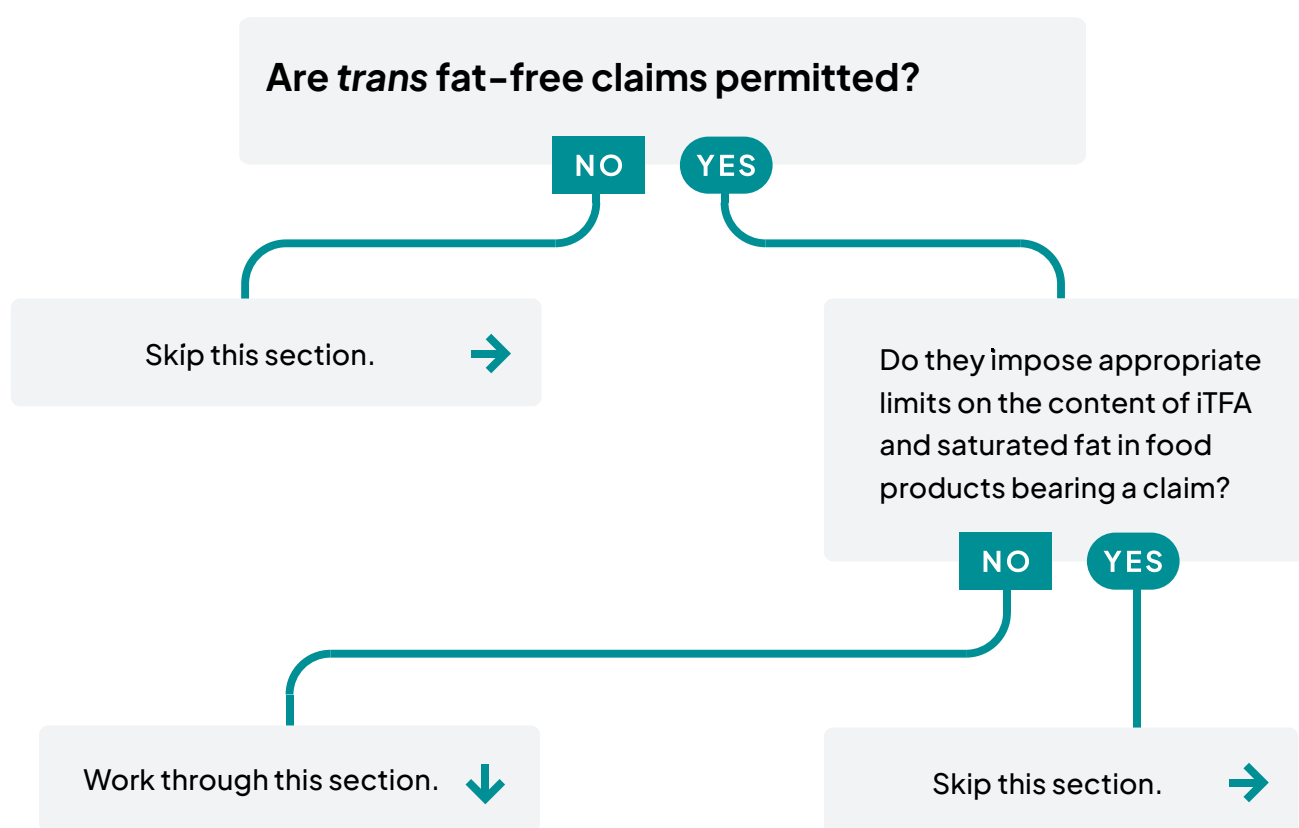 Are trans fat-free claims permitted?
NO
YES
Skip this section.
Do they impose appropriate
limits on the content of iTFA
and saturated fat in food
products bearing a claim?
NO
YES
Work through this section.
Skip this section.